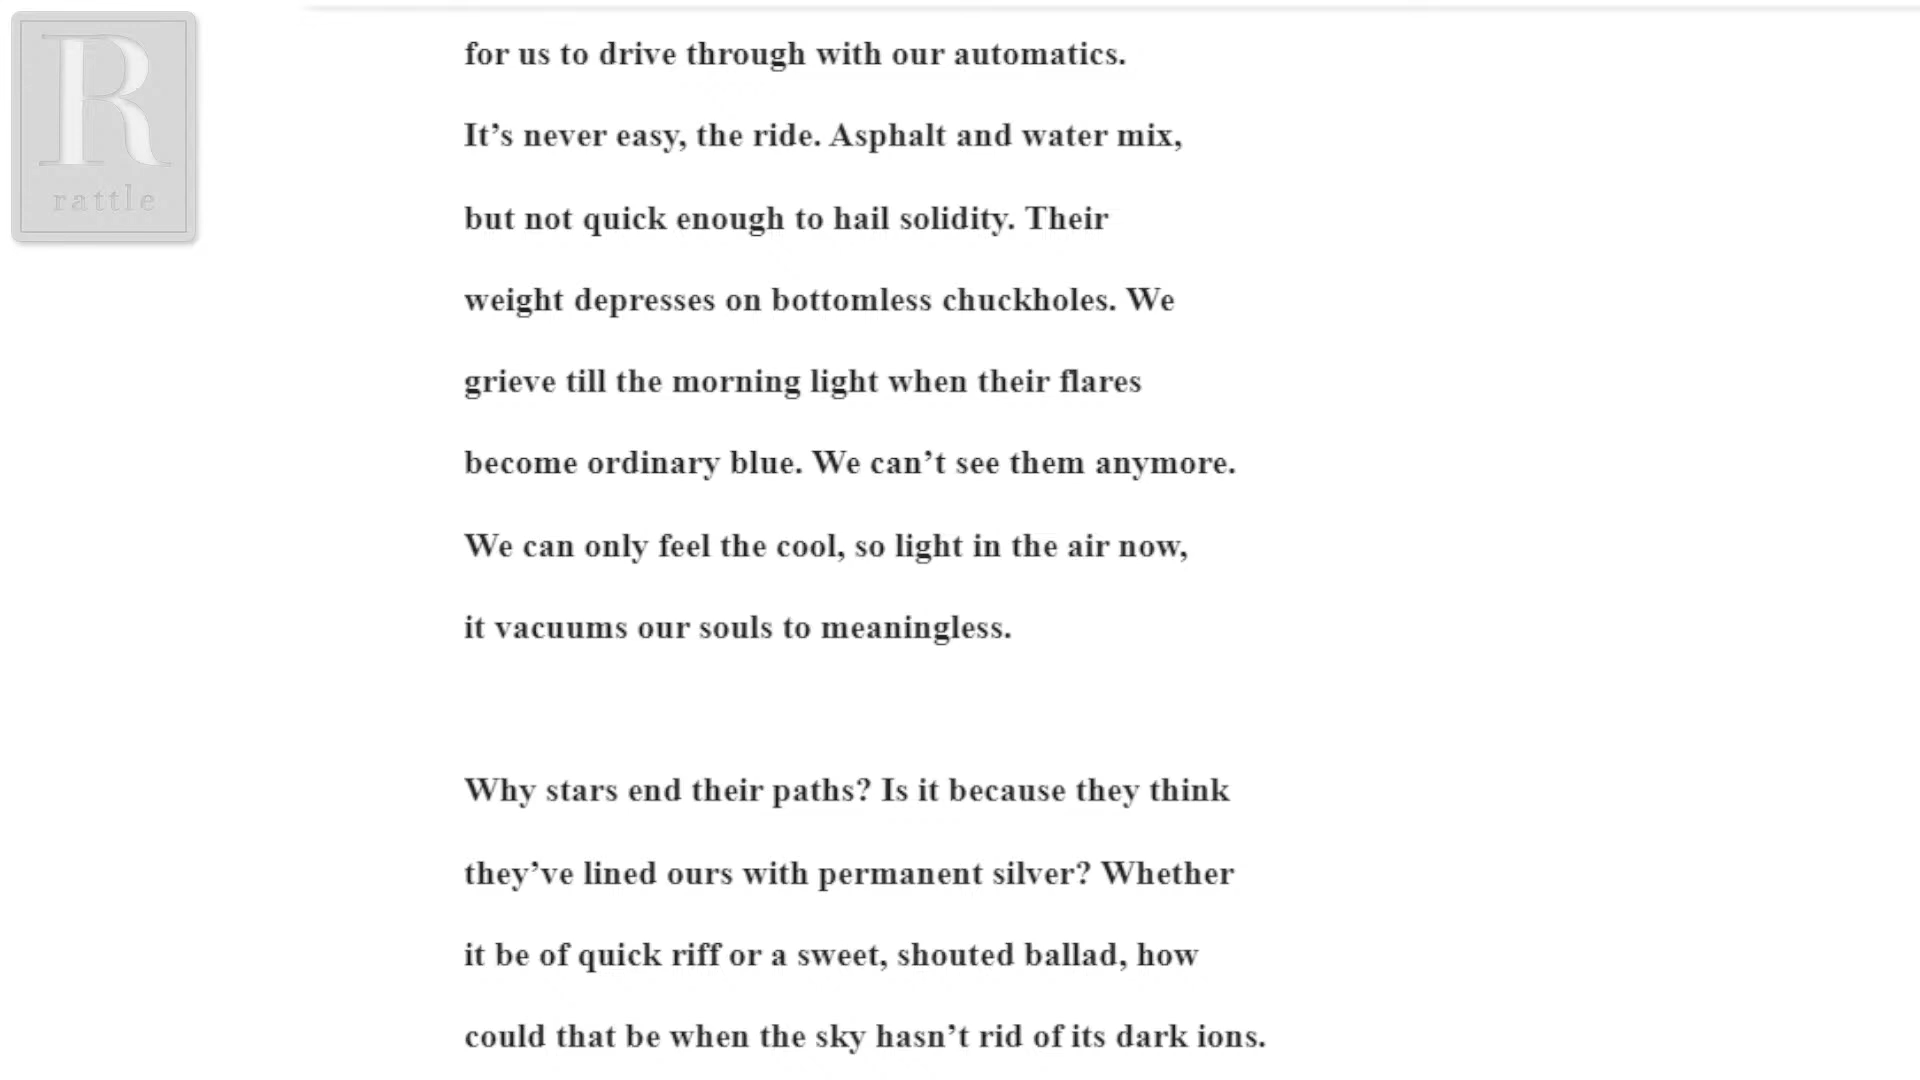 R
rattle
for us to drive through with our automatics.
It’s never easy, the ride. Asphalt and water mix,
but not quick enough to hail solidity. Their
weight depresses on bottomless chuckholes. We
grieve till the morning light when their flares
become ordinary blue. We can’t see them anymore.
We can only feel the cool, so light in the air now,
it vacuums our souls to meaningless.
Why stars end their paths? Is it because they think
they’ve lined ours with permanent silver? Whether
it be of quick riff or a sweet, shouted ballad, how
could that be when the sky hasn’t rid of its dark ions.